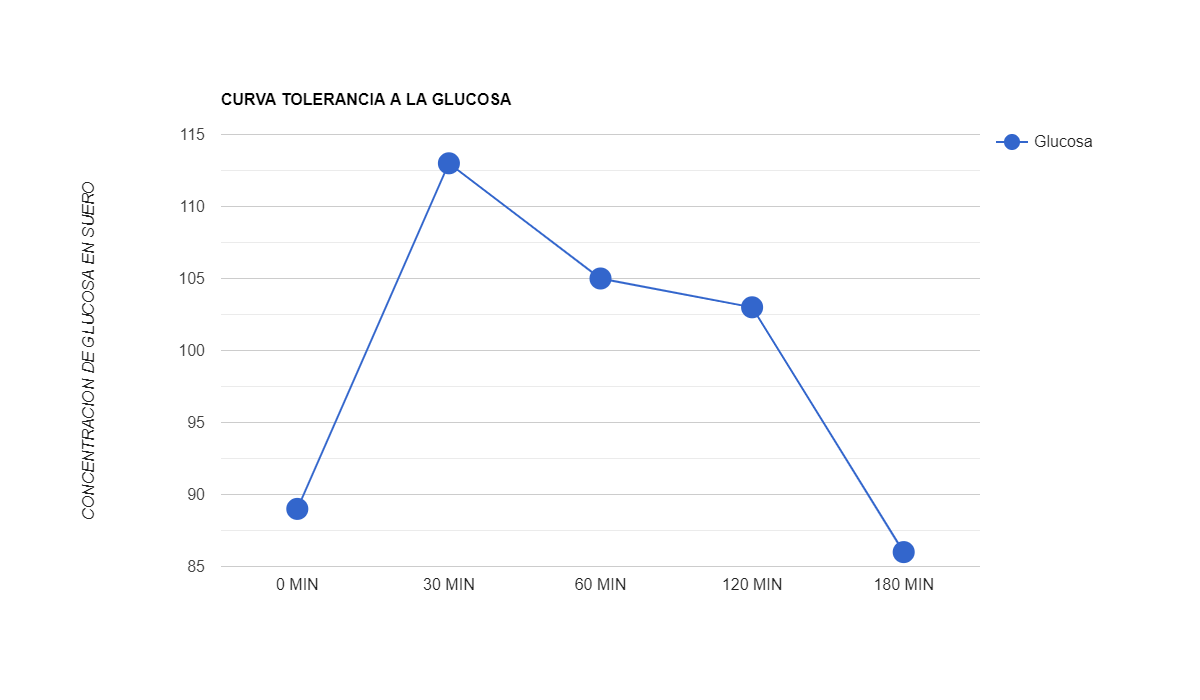 CURVA TOLERANCIA A LA GLUCOSA
Glucosa
CONCENTRACION DE GLUCOSA EN SUERO
115
110
105
100
95
90
85
0 MIN
30 MIN
60 MIN
120 MIN
180 MIN